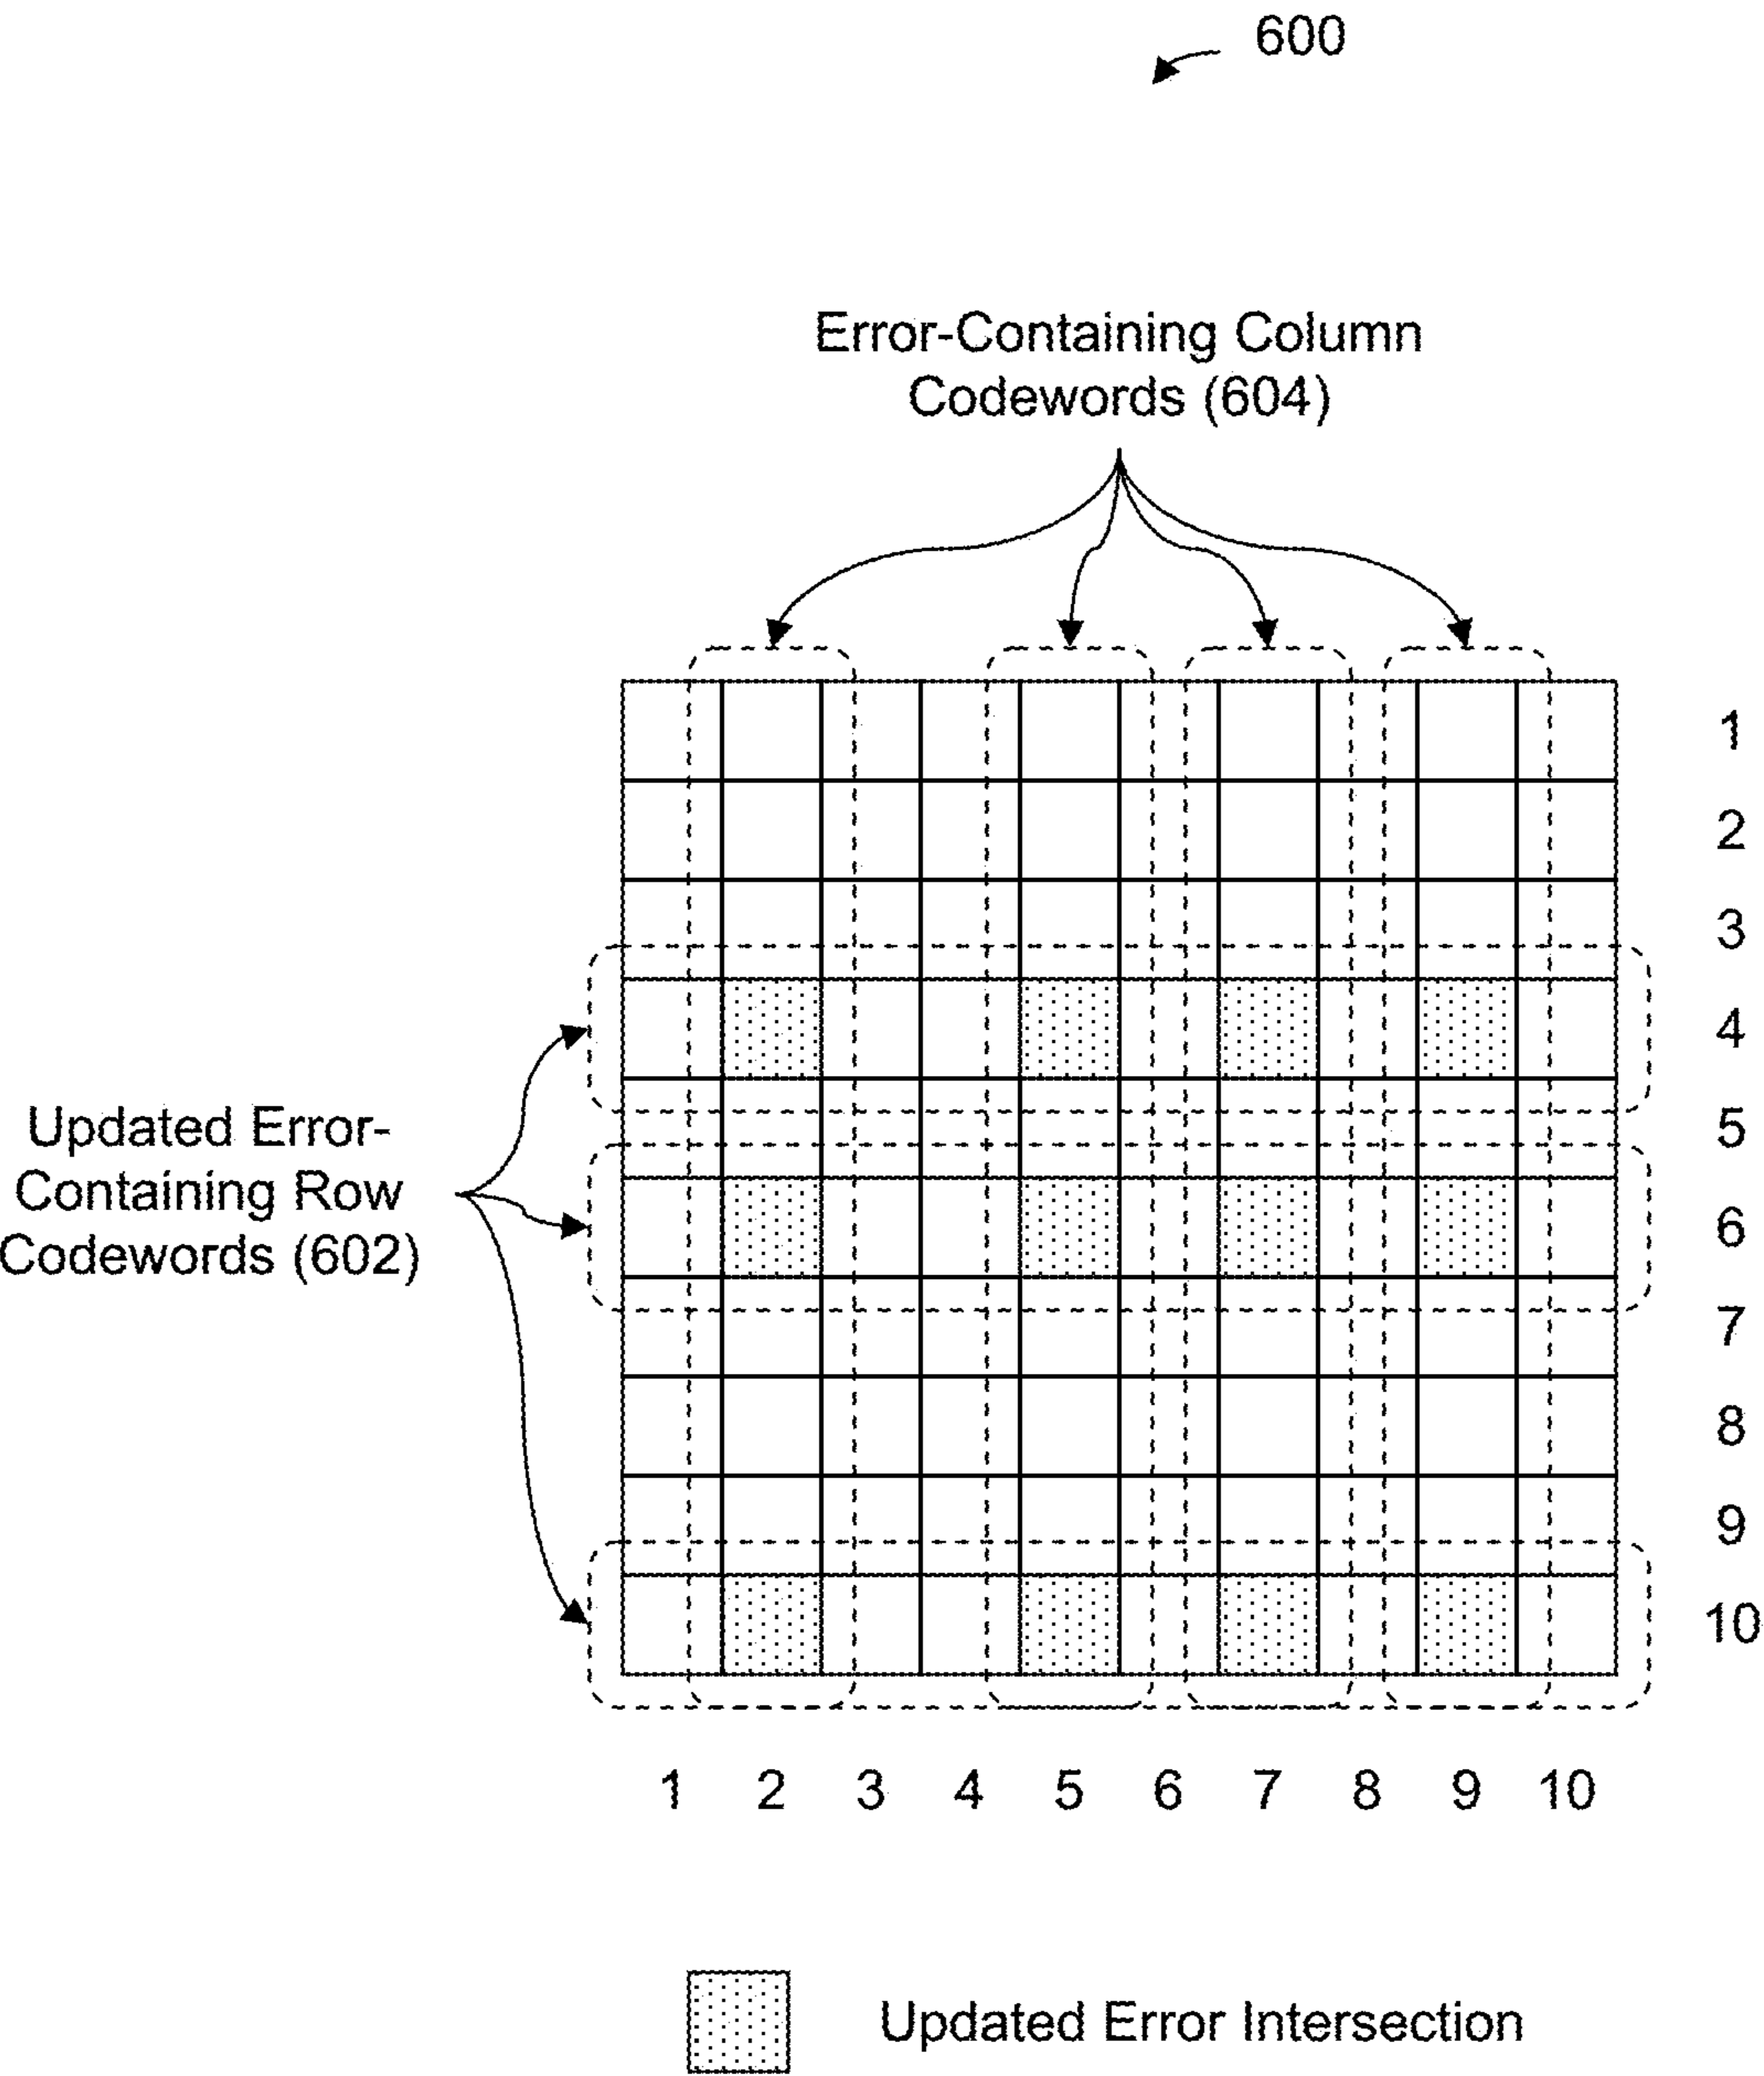 600
Error-Containing Column
Codewords (604)
1
2
3
4
5
6
7
8
9
10
Updated Error-
Containing Row
Codewords (602)
1 2 3 4 5 6 7 8 9 10
Updated Error Intersection